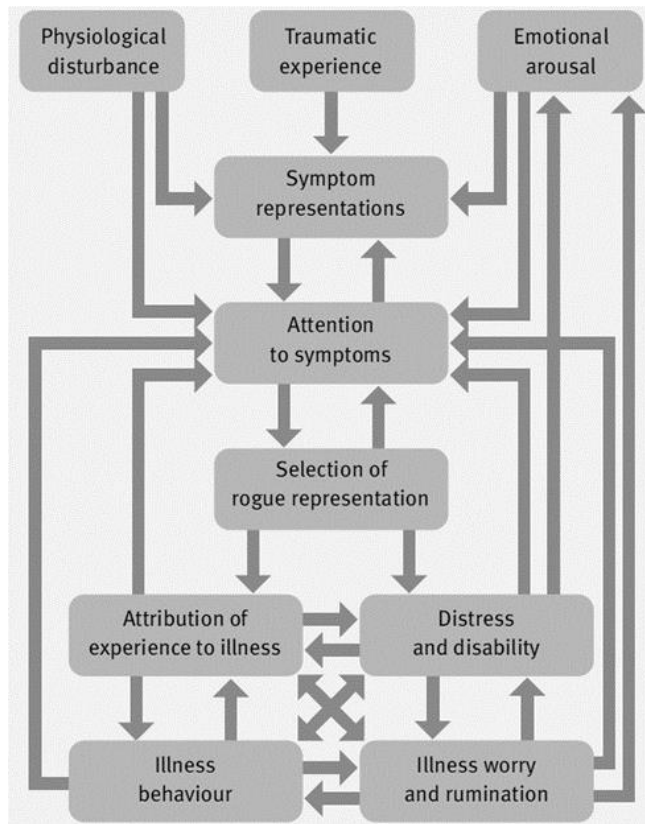 Physiological
disturbance
Traumatic
experience
Emotional
arousal
Symptom
representations
Attention
to symptoms
Selection of
rogue representation
Attribution of
experience to illness
Distress
and disability
Illness
behaviour
Illness worry
and rumination